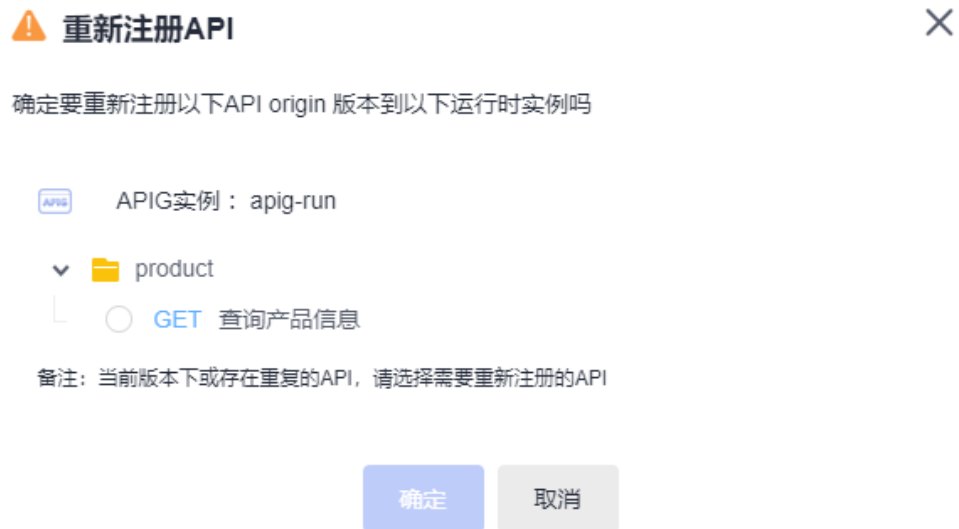 重新注册API
确定要重新注册以下API origin 版本到以下运行时实例吗
APIG
APIG实例： apig-run
product
GET 查询产品信息
备注：当前版本下或存在重复的API，请选择需要重新注册的API
确定 取消